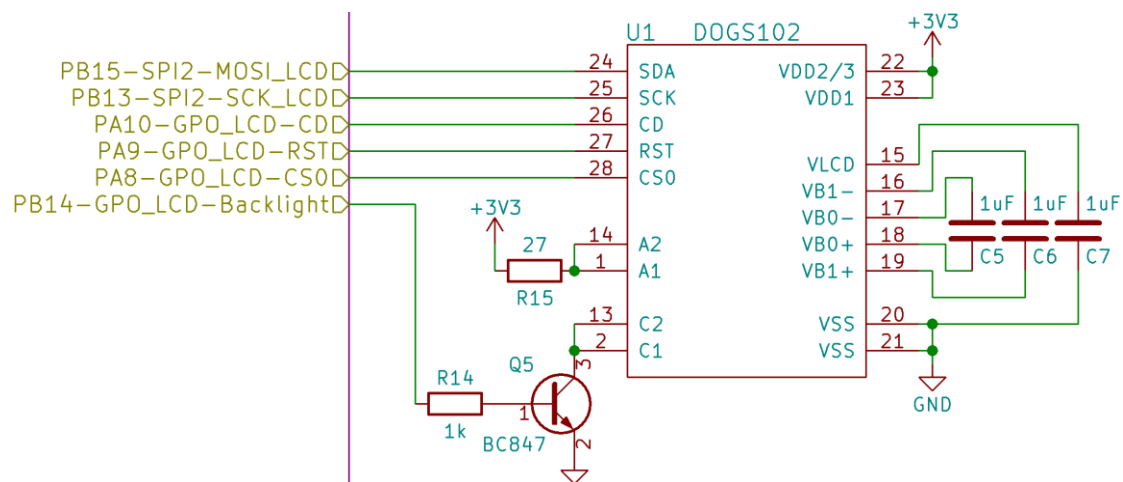 U1 DOGS102
+3V3
PB15-SPI2-MOSI_LCD 24 SDA VDD2/3 22
PB13-SPI2-SCK_LCD 25 SCK VDD1 23
PA10-GPO_LCD-CD 26 CD
PA9-GPO_LCD-RST 27 RST VLCD 15
PA8-GPO_LCD-CS0 28 CS0 VB1- 16
PB14-GPO_LCD-Backlight
+3V3
VB0- 17 1uF 1uF 1uF
27 14 A2 VB0+ 18 C5 C6 C7
R15 1 A1 VB1+ 19
13 C2 VSS 20
2 C1 VSS 21
Q5 3
R14 1
1k BC847 2
GND